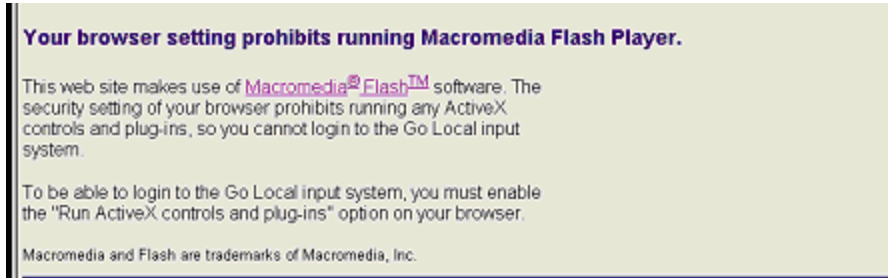 Your browser setting prohibits running Macromedia Flash Player.
This web site makes use of Macromedia® Flash™ software. The
security setting of your browser prohibits running any ActiveX
controls and plug-ins, so you cannot login to the Go Local input
system.
To be able to login to the Go Local input system, you must enable
the "Run ActiveX controls and plug-ins" option on your browser.
Macromedia and Flash are trademarks of Macromedia, Inc.